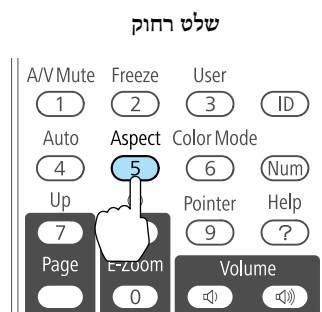 שלט רחוק
A/V Mute Freeze User
1 2 3 ID
Auto Aspect Color Mode
4 5 6 Num
Up Pointer Help
7 9 ?
Page E-Zoom Volume
0